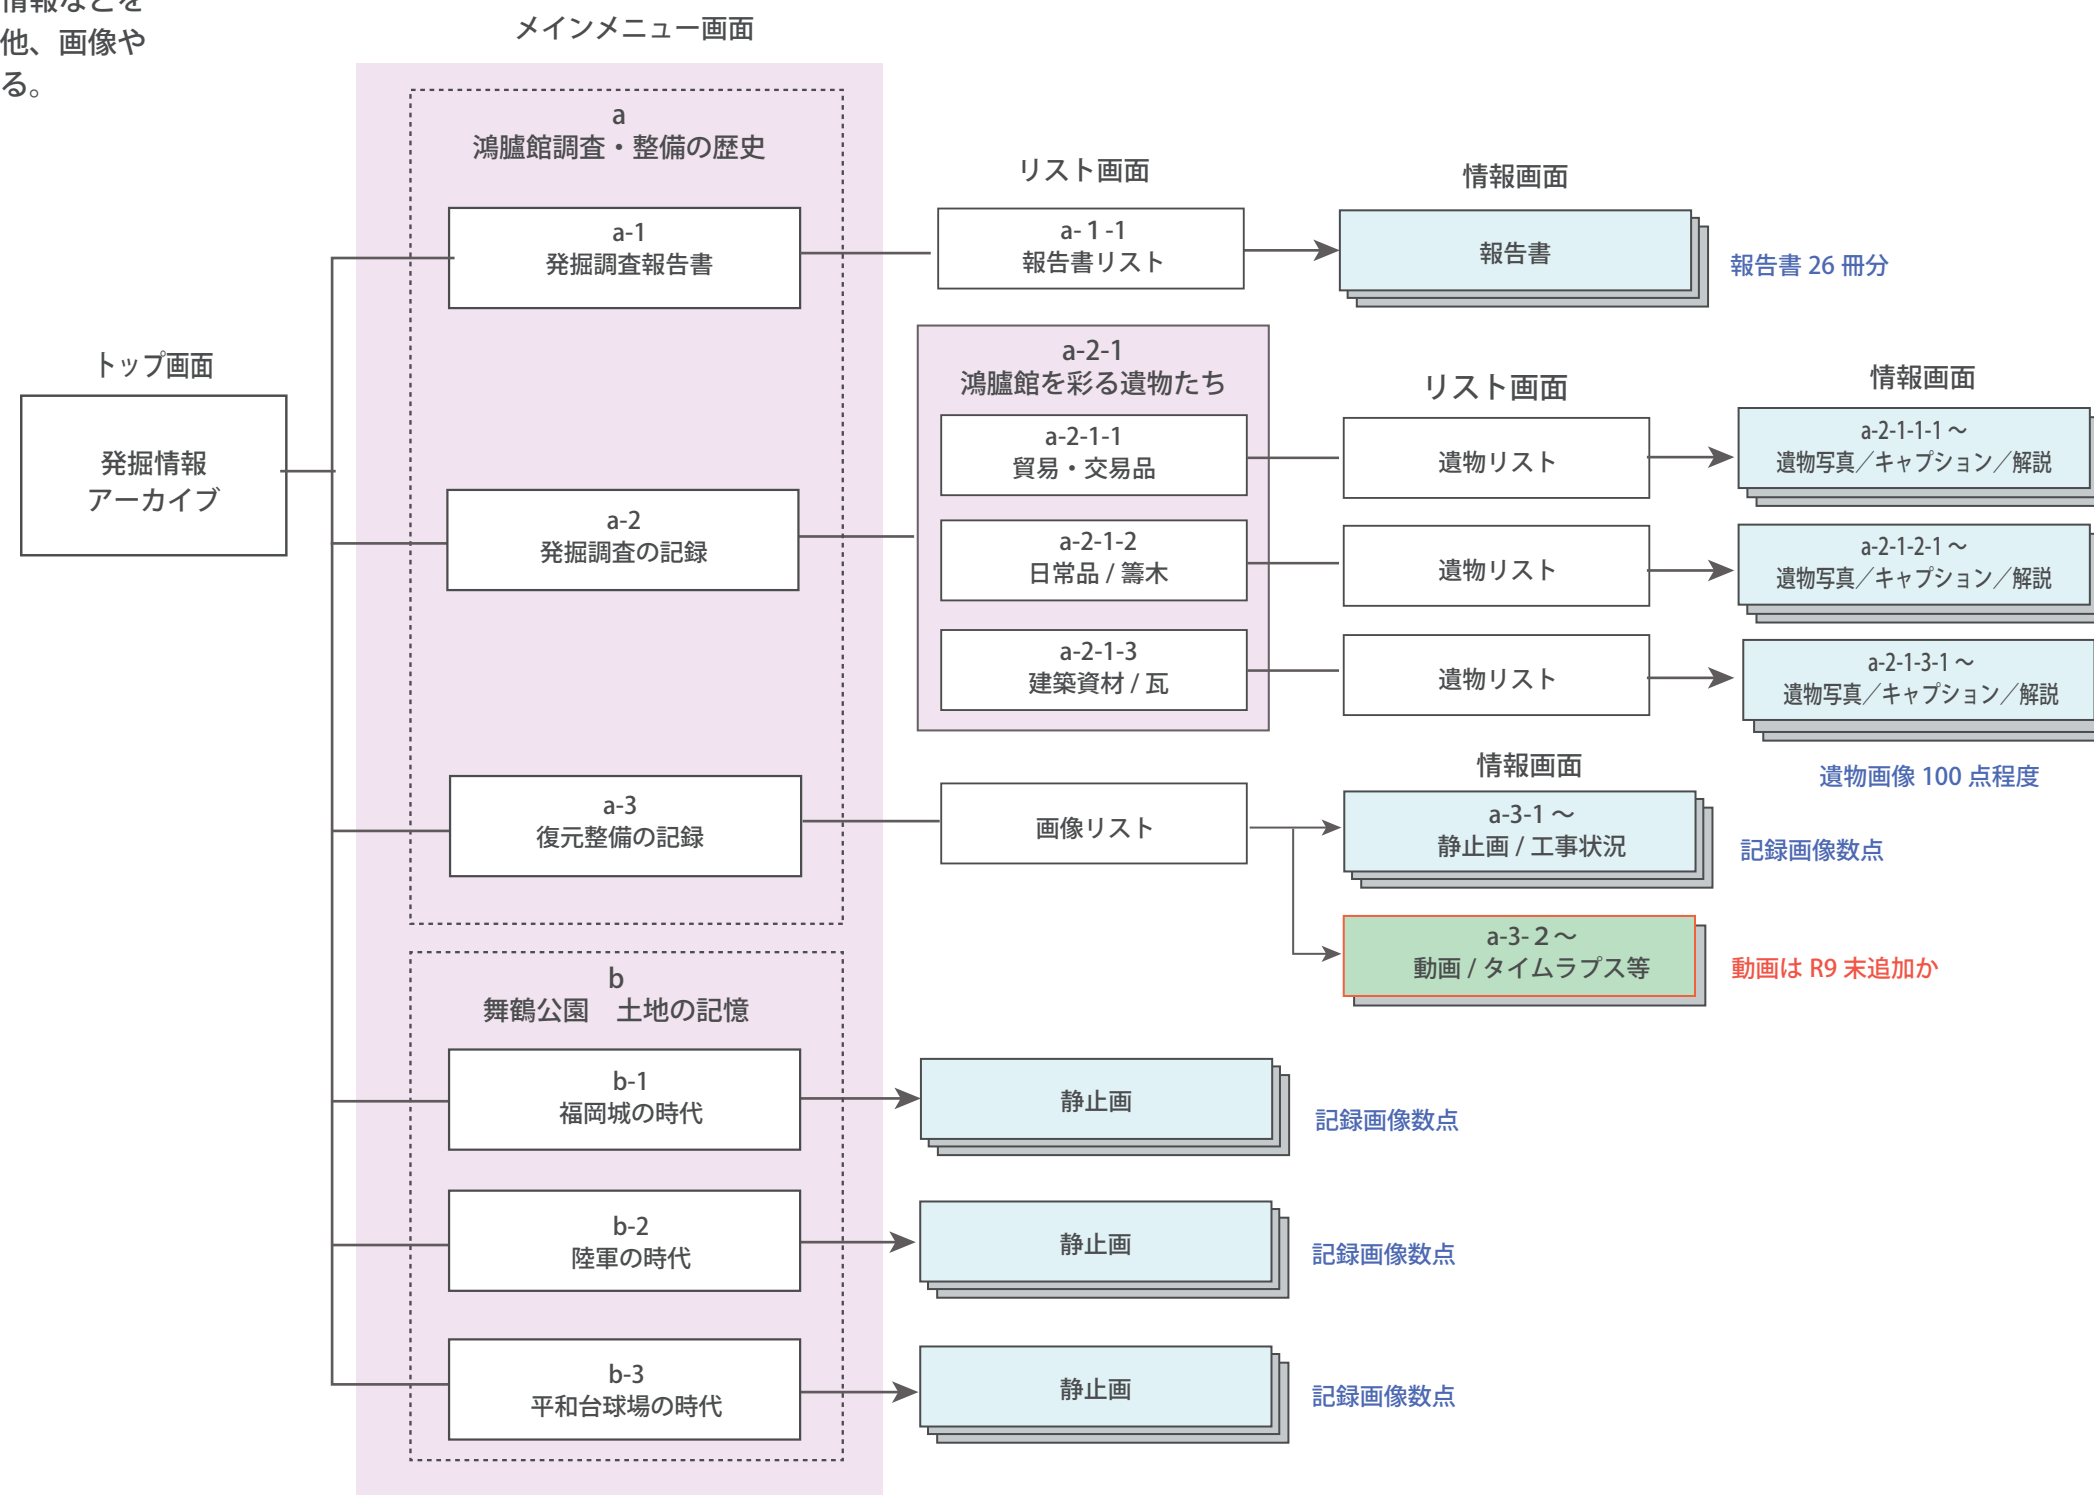 情報などを
他、画像や
る。
メインメニュー画面
a
鴻臚館調査・整備の歴史
リスト画面
情報画面
a-1
発掘調査報告書
a-１-1
報告書リスト
報告書
報告書 26 冊分
トップ画面
発掘情報
アーカイブ
a-2-1
鴻臚館を彩る遺物たち
リスト画面
情報画面
a-2-1-1
貿易・交易品
遺物リスト
a-2-1-1-1 〜
遺物写真／キャプション／解説
a-2
発掘調査の記録
a-2-1-2
日常品 / 籌木
遺物リスト
a-2-1-2-1 〜
遺物写真／キャプション／解説
a-2-1-3
建築資材 / 瓦
遺物リスト
a-2-1-3-1 〜
遺物写真／キャプション／解説
遺物画像 100 点程度
情報画面
a-3
復元整備の記録
画像リスト
a-3-1 〜
静止画 / 工事状況
記録画像数点
a-3-２〜
動画 / タイムラプス等
動画は R9 末追加か
b
舞鶴公園　土地の記憶
b-1
福岡城の時代
静止画
記録画像数点
b-2
陸軍の時代
静止画
記録画像数点
b-3
平和台球場の時代
静止画
記録画像数点